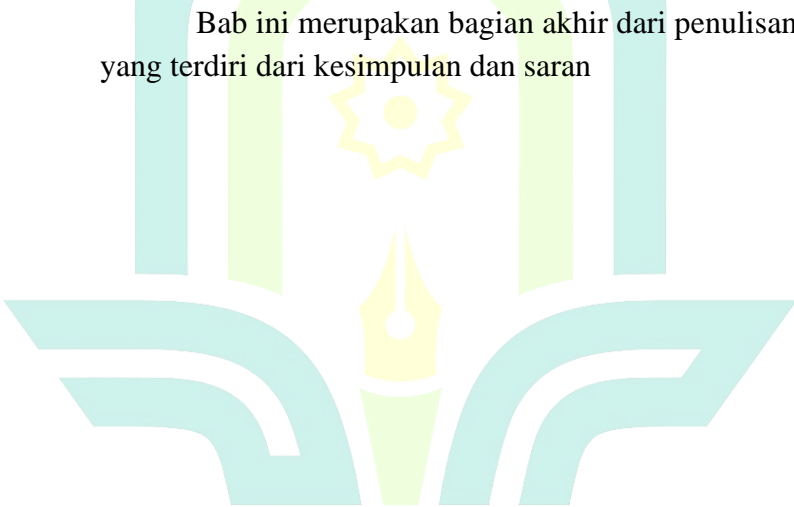 Bab ini merupakan bagian akhir dari penulisan
yang terdiri dari kesimpulan dan saran